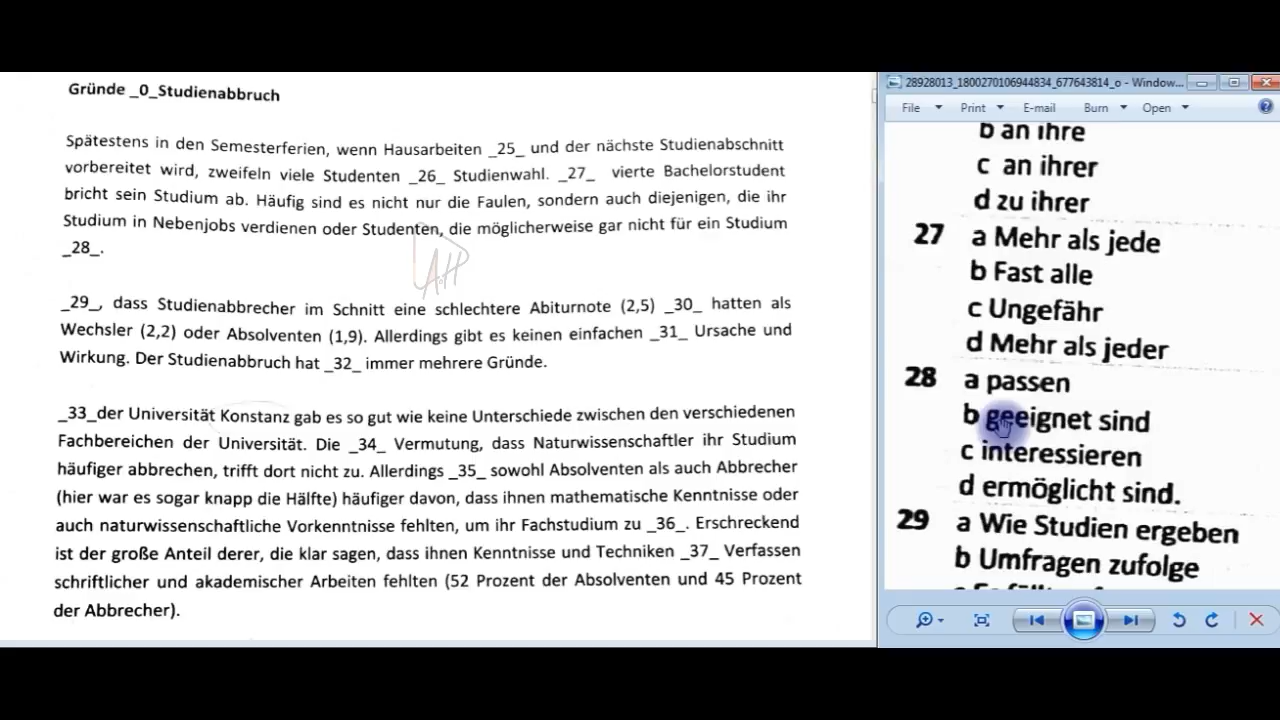 Gründe _0_Studienabbruch
Spätestens in den Semesterferien, wenn Hausarbeiten _25_ und der nächste Studienabschnitt
vorbereitet wird, zweifeln viele Studenten _26_ Studienwahl. _27_ vierte Bachelorstudent
bricht sein Studium ab. Häufig sind es nicht nur die Faulen, sondern auch diejenigen, die ihr
Studium in Nebenjobs verdienen oder Studenten, die möglicherweise gar nicht für ein Studium
_28_.
_29_, dass Studienabbrecher im Schnitt eine schlechtere Abiturnote (2,5) _30_ hatten als
Wechsler (2,2) oder Absolventen (1,9). Allerdings gibt es keinen einfachen _31_ Ursache und
Wirkung. Der Studienabbruch hat _32_ immer mehrere Gründe.
_33_der Universität Konstanz gab es so gut wie keine Unterschiede zwischen den verschiedenen
Fachbereichen der Universität. Die _34_ Vermutung, dass Naturwissenschaftler ihr Studium
häufiger abbrechen, trifft dort nicht zu. Allerdings _35_ sowohl Absolventen als auch Abbrecher
(hier war es sogar knapp die Hälfte) häufiger davon, dass ihnen mathematische Kenntnisse oder
auch naturwissenschaftliche Vorkenntnisse fehlten, um ihr Fachstudium zu _36_. Erschreckend
ist der große Anteil derer, die klar sagen, dass ihnen Kenntnisse und Techniken _37_ Verfassen
schriftlicher und akademischer Arbeiten fehlten (52 Prozent der Absolventen und 45 Prozent
der Abbrecher).
28928013_1800270106944834_677643814_o - Window...
File Print E-mail Burn Open
b an ihre
c an ihrer
d zu ihrer
27 a Mehr als jede
b Fast alle
c Ungefähr
d Mehr als jeder
28 a passen
b geeignet sind
c interessieren
d ermöglicht sind.
29 a Wie Studien ergeben
b Umfragen zufolge